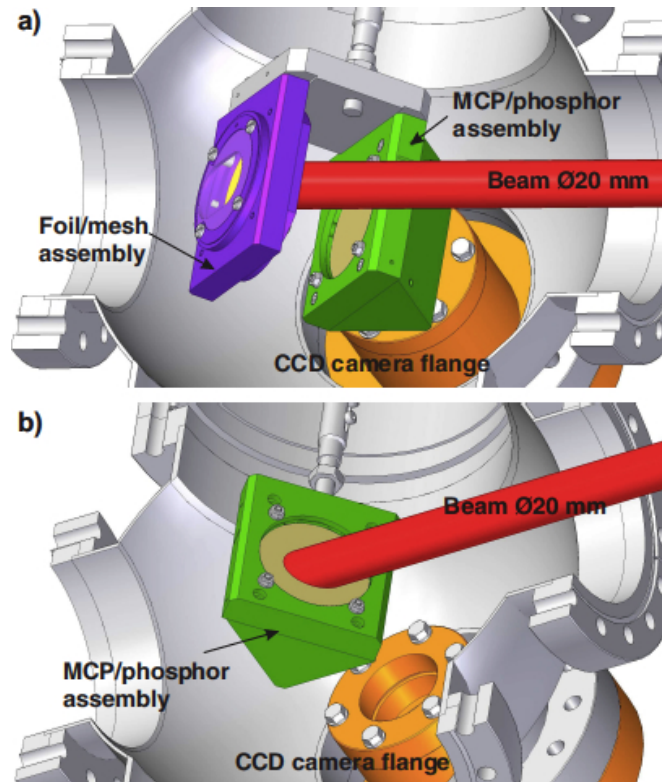 a)
MCP/phosphor
assembly
Beam Ø20 mm
Foil/mesh
assembly
CCD camera flange
b)
Beam Ø20 mm
MCP/phosphor
assembly
CCD camera flange